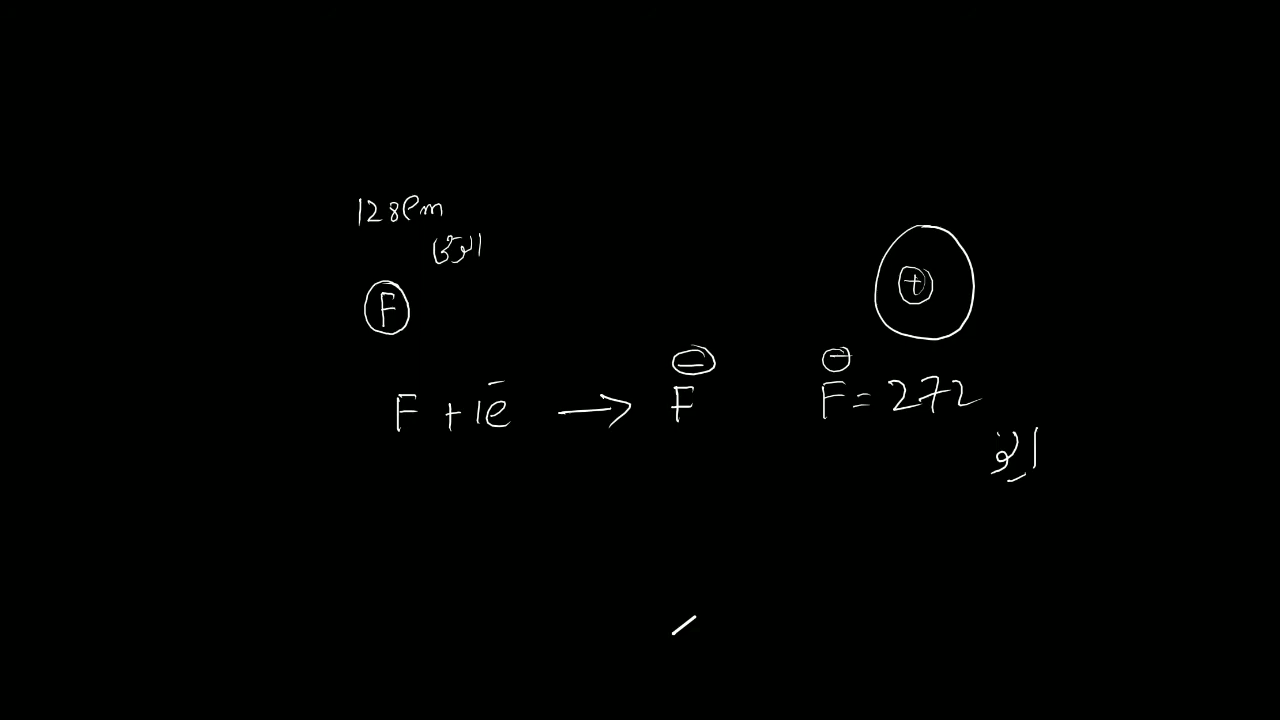 128Pm
F
+
F + 1e⁻ ⟶ F⊖
F⊖ = 272